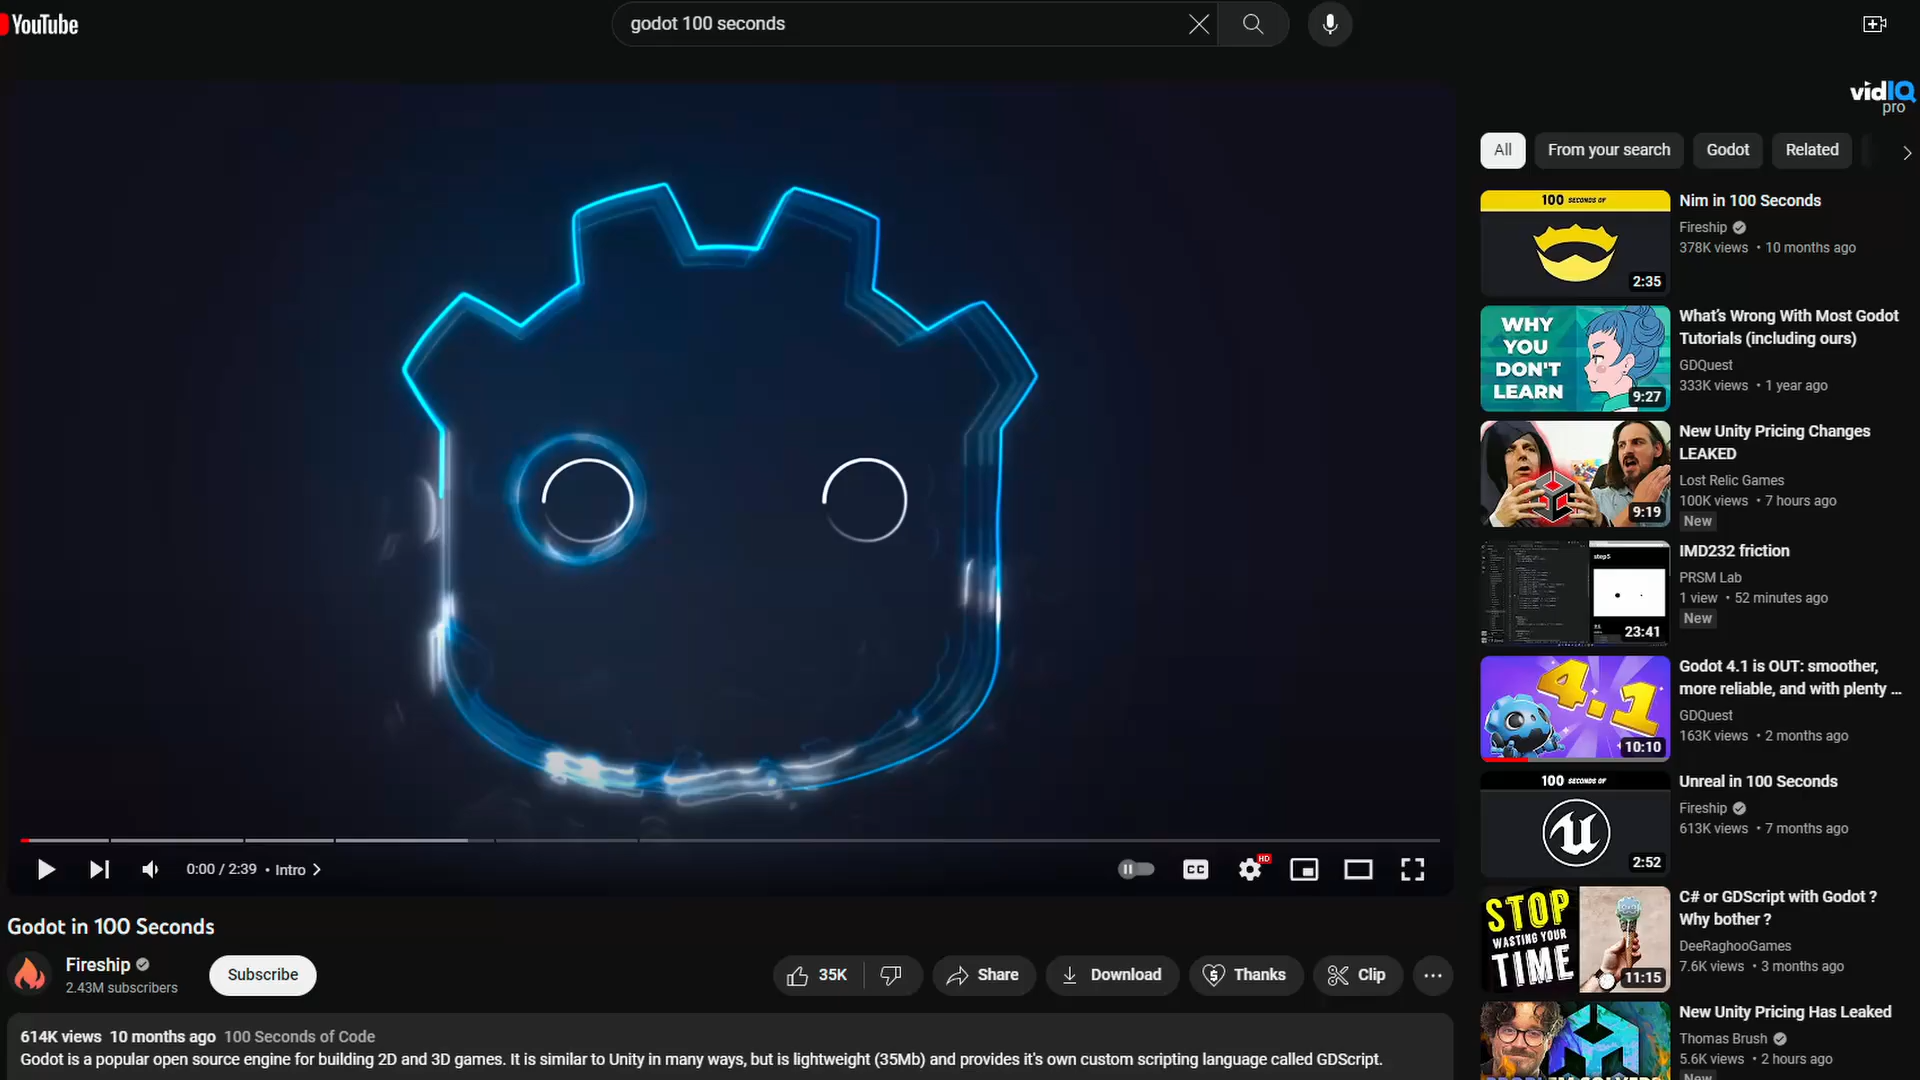 YouTube
godot 100 seconds
vidIQ
pro
All
From your search
Godot
Related
100 SECONDS OF
2:35
Nim in 100 Seconds
Fireship
378K views • 10 months ago
WHY
YOU
DON'T
LEARN
9:27
What's Wrong With Most Godot
Tutorials (including ours)
GDQuest
333K views • 1 year ago
9:19
New Unity Pricing Changes
LEAKED
Lost Relic Games
100K views • 7 hours ago
New
step5
23:41
IMD232 friction
PRSM Lab
1 view • 52 minutes ago
New
4.1
10:10
Godot 4.1 is OUT: smoother,
more reliable, and with plenty ...
GDQuest
163K views • 2 months ago
100 SECONDS OF
2:52
Unreal in 100 Seconds
Fireship
613K views • 7 months ago
STOP
WASTING YOUR
TIME
11:15
C# or GDScript with Godot ?
Why bother ?
DeeRaghooGames
7.6K views • 3 months ago
New Unity Pricing Has Leaked
Thomas Brush
5.6K views • 2 hours ago
New
0:00 / 2:39 • Intro
CC
HD
Godot in 100 Seconds
Fireship
2.43M subscribers
Subscribe
35K
Share
Download
Thanks
Clip
614K views 10 months ago 100 Seconds of Code
Godot is a popular open source engine for building 2D and 3D games. It is similar to Unity in many ways, but is lightweight (35Mb) and provides it's own custom scripting language called GDScript.